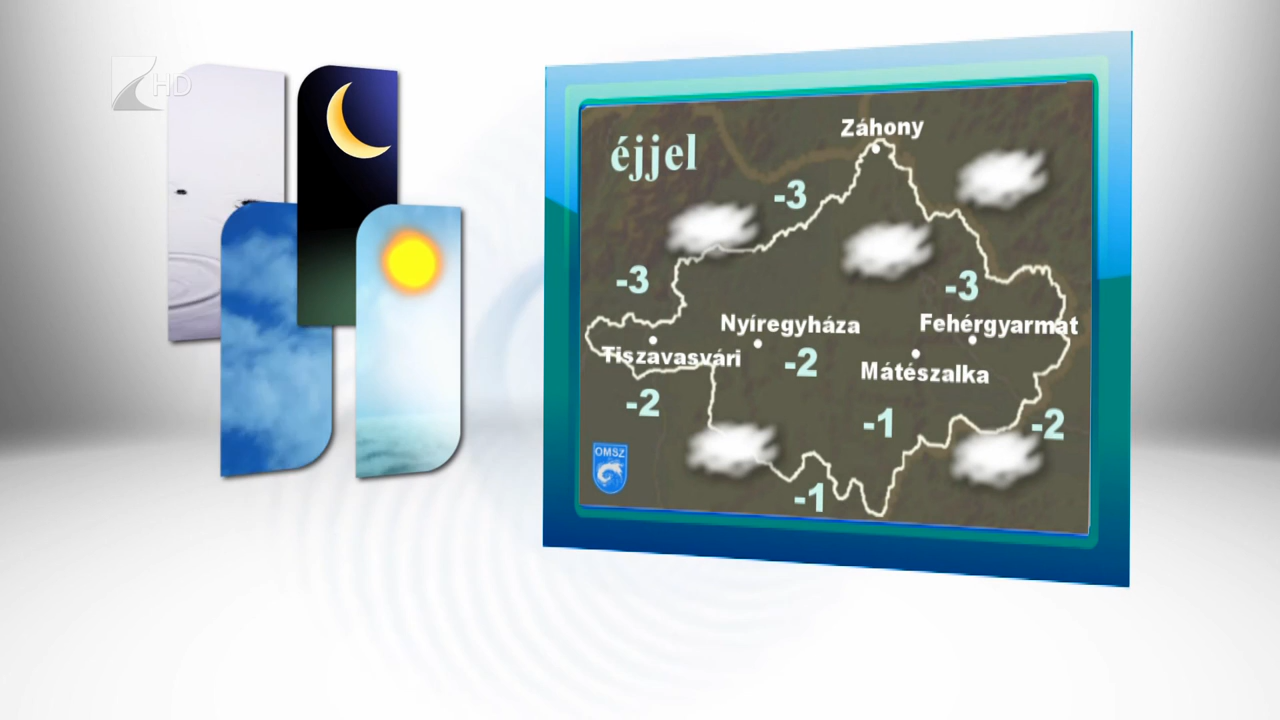 HD
éjjel
Záhony
-3
-3
-3
Nyíregyháza
Fehérgyarmat
Tiszavasvári
-2
Mátészalka
-2
-1
-2
OMSZ
-1